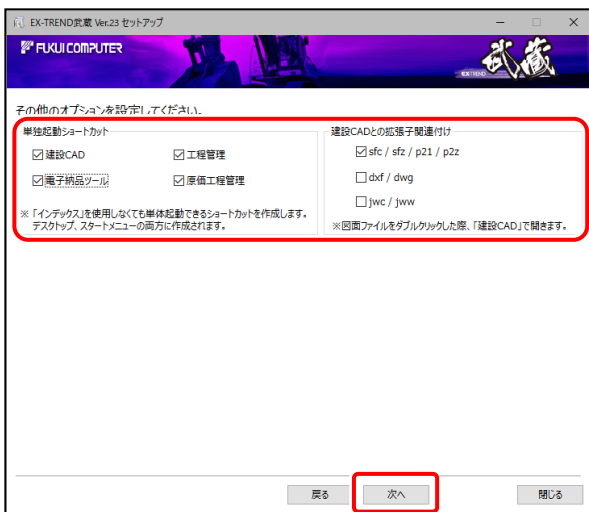 EX-TREND武蔵 Ver.23 セットアップ
FUKUI COMPUTER
EX-TREND 武蔵
その他のオプションを設定してください。
単独起動ショートカット
建設CAD
工程管理
電子納品ツール
原価工程管理
※「インデックス」を使用しなくても単体起動できるショートカットを作成します。
デスクトップ、スタートメニューの両方に作成されます。
建設CADとの拡張子関連付け
sfc / sfz / p21 / p2z
dxf / dwg
jwc / jww
※図面ファイルをダブルクリックした際、「建設CAD」で開きます。
戻る
次へ
閉じる